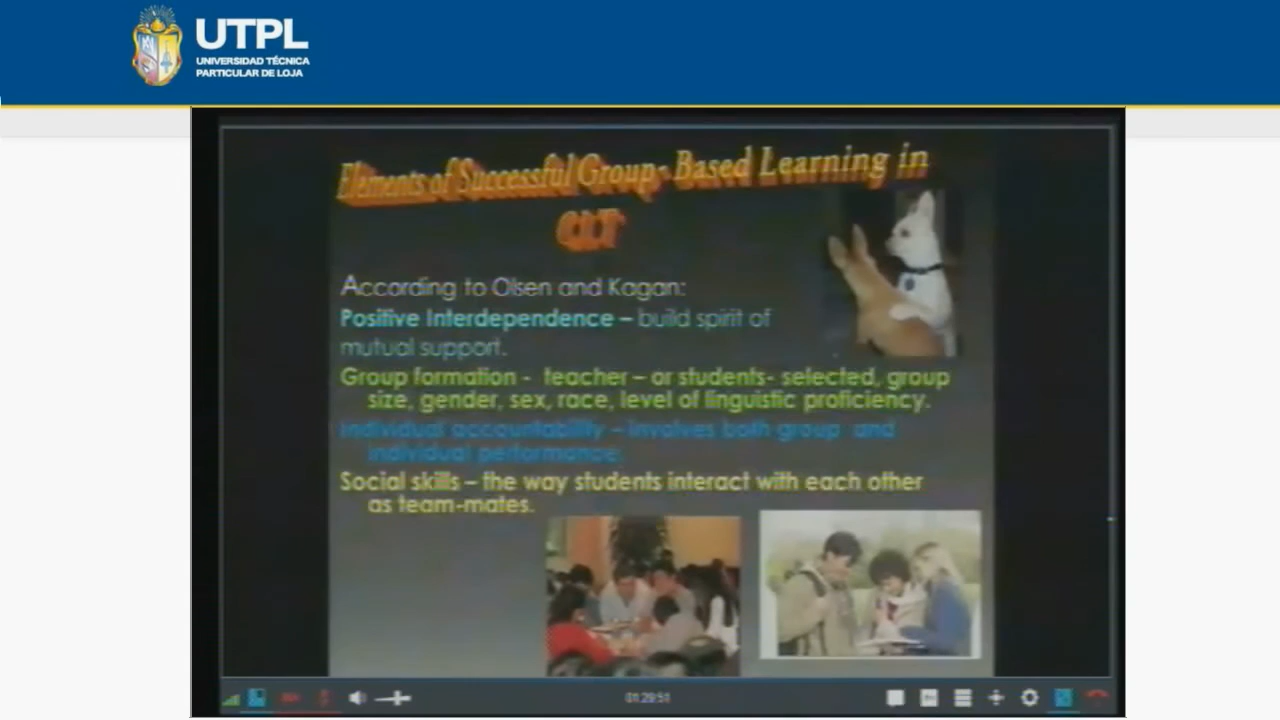 UTPL
UNIVERSIDAD TÉCNICA
PARTICULAR DE LOJA
Elements of Successful Group- Based Learning in
According to Olsen and Kagan:
Positive Interdependence – build spirit of
mutual support.
Group formation - teacher – or students- selected, group
size, gender, sex, race, level of linguistic proficiency.
Individual accountability – involves both group and
individual performance.
Social skills – the way students interact with each other
as team-mates.
01:29:51